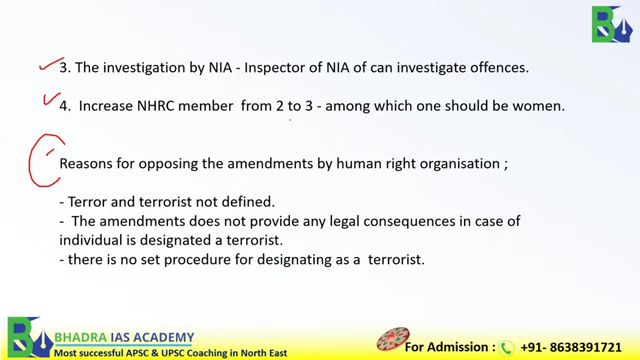 3. The investigation by NIA - Inspector of NIA of can investigate offences.
4. Increase NHRC member from 2 to 3 - among which one should be women.
Reasons for opposing the amendments by human right organisation ;
- Terror and terrorist not defined.
- The amendments does not provide any legal consequences in case of
individual is designated a terrorist.
- there is no set procedure for designating as a terrorist.
BHADRA IAS ACADEMY
Most successful APSC & UPSC Coaching in North East
For Admission : +91- 8638391721